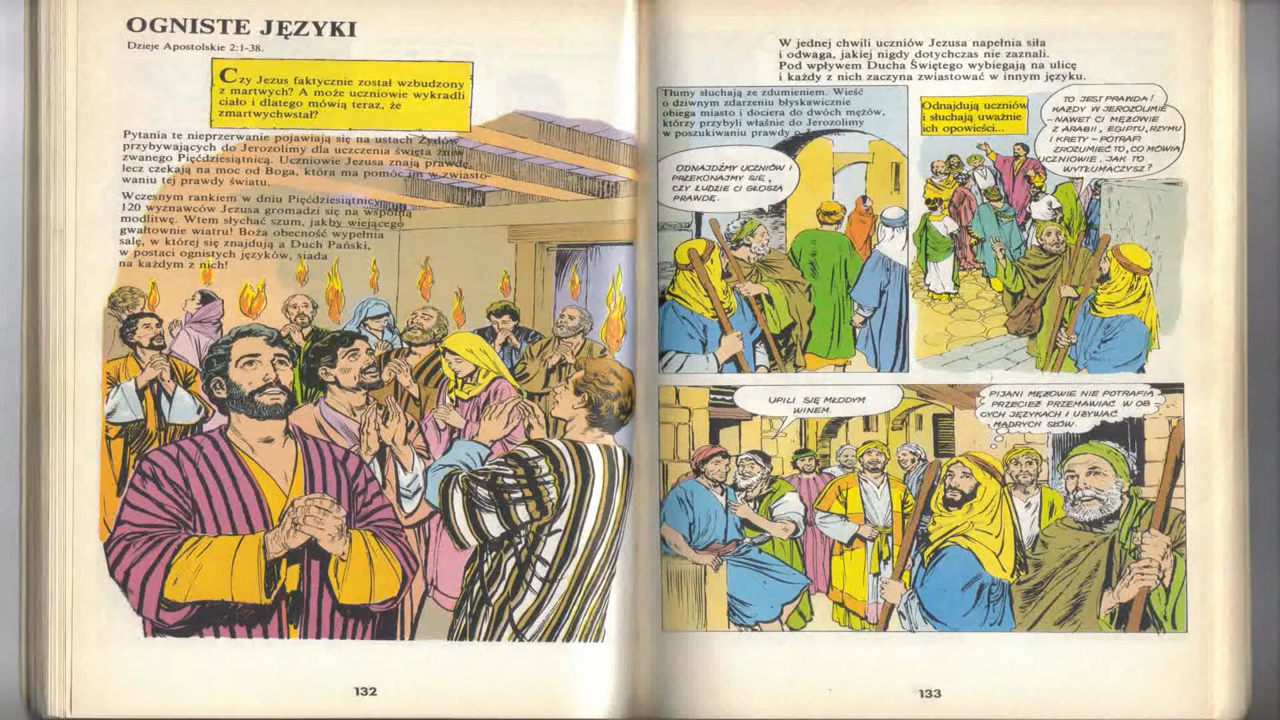 OGNISTE JĘZYKI
Dzieje Apostolskie 2:1-38.
Czy Jezus faktycznie został wzbudzony
z martwych? A może uczniowie wykradli
ciało i dlatego mówią teraz, że
zmartwychwstał?
Pytania te nieprzerwanie pojawiają się na ustach Żydów
przybywających do Jerozolimy dla uczczenia święta żniw
zwanego Pięćdziesiątnicą. Uczniowie Jezusa znają prawdę,
lecz czekają na moc od Boga, która ma pomóc im w zwiasto-
waniu tej prawdy światu.
Wczesnym rankiem w dniu Pięćdziesiątnicy
120 wyznawców Jezusa gromadzi się na wspólną
modlitwę. Wtem słychać szum, jakby wiejącego
gwałtownie wiatru! Boża obecność wypełnia
salę, w której się znajdują a Duch Pański,
w postaci ognistych języków, siada
na każdym z nich!
132
W jednej chwili uczniów Jezusa napełnia siła
i odwaga, jakiej nigdy dotychczas nie zaznali.
Pod wpływem Ducha Świętego wybiegają na ulicę
i każdy z nich zaczyna zwiastować w innym języku.
Tłumy słuchają ze zdumieniem. Wieść
o dziwnym zdarzeniu błyskawicznie
obiega miasto i dociera do dwóch mężów,
którzy przybyli właśnie do Jerozolimy
w poszukiwaniu prawdy o
ODNAJDŹMY UCZNIÓW I
PRZEKONAJMY SIĘ,
CZY LUDZIE CI GŁOSZĄ
PRAWDĘ.
Odnajdują uczniów
i słuchają uważnie
ich opowieści...
TO JEST PRAWDA!
KAŻDY W JEROZOLIMIE
- NAWET CI MĘŻOWIE
Z ARABII, EGIPTU, RZYMU
I KRETY - POTRAFI
ZROZUMIEĆ TO, CO MÓWIĄ
UCZNIOWIE. JAK TO
WYTŁUMACZYSZ?
UPILI SIĘ MŁODYM
WINEM.
PIJANI MĘŻOWIE NIE POTRAFIĄ
PRZECIEŻ PRZEMAWIAĆ W OB
CYCH JĘZYKACH I UŻYWAĆ
MĄDRYCH SŁÓW.
133